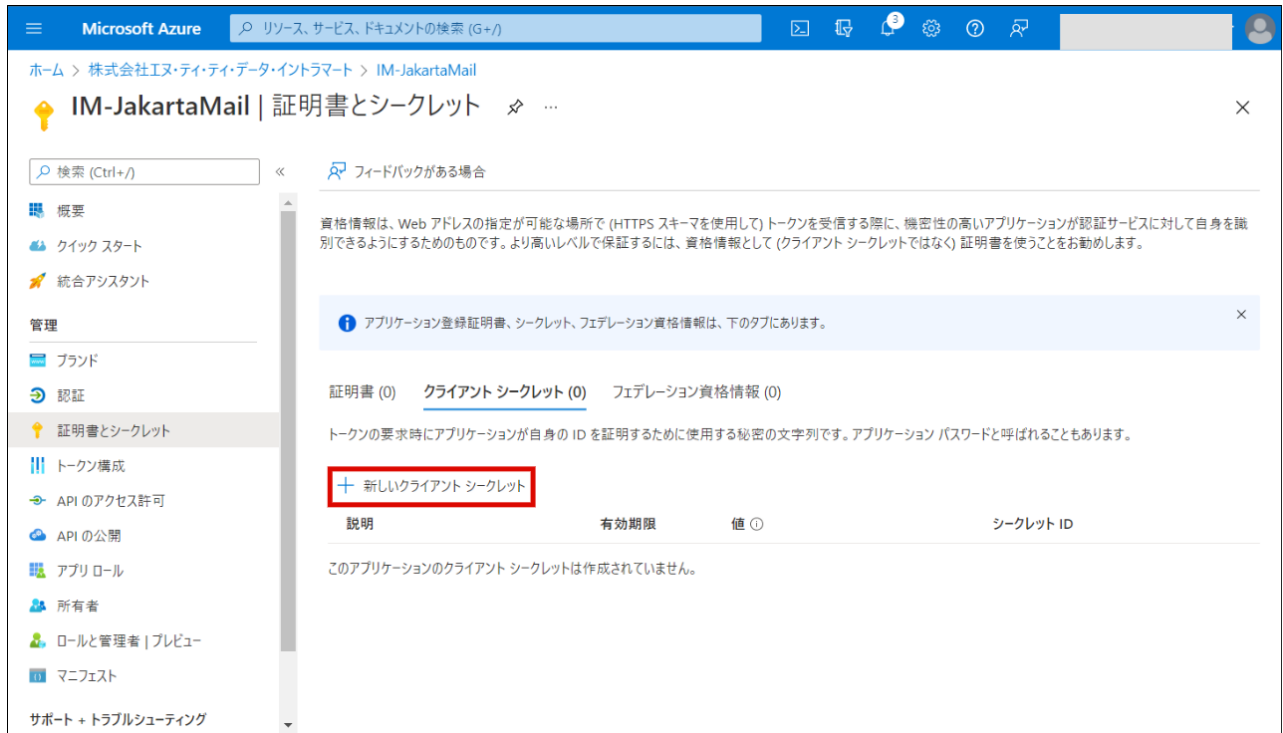 Microsoft Azure
リソース、サービス、ドキュメントの検索 (G+/)
3
ホーム > 株式会社エヌ・ティ・ティ・データ・イントラマート > IM-JakartaMail
IM-JakartaMail | 証明書とシークレット
検索 (Ctrl+/)
フィードバックがある場合
概要
クイック スタート
統合アシスタント
管理
ブランド
認証
証明書とシークレット
トークン構成
API のアクセス許可
API の公開
アプリ ロール
所有者
ロールと管理者 | プレビュー
マニフェスト
サポート + トラブルシューティング
資格情報は、Web アドレスの指定が可能な場所で (HTTPS スキーマを使用して) トークンを受信する際に、機密性の高いアプリケーションが認証サービスに対して自身を識
別できるようにするためのものです。より高いレベルで保証するには、資格情報として (クライアント シークレットではなく) 証明書を使うことをお勧めします。
アプリケーション登録証明書、シークレット、フェデレーション資格情報は、下のタブにあります。
証明書 (0) クライアント シークレット (0) フェデレーション資格情報 (0)
トークンの要求時にアプリケーションが自身の ID を証明するために使用する秘密の文字列です。アプリケーション パスワードと呼ばれることもあります。
新しいクライアント シークレット
説明 有効期限 値 シークレット ID
このアプリケーションのクライアント シークレットは作成されていません。